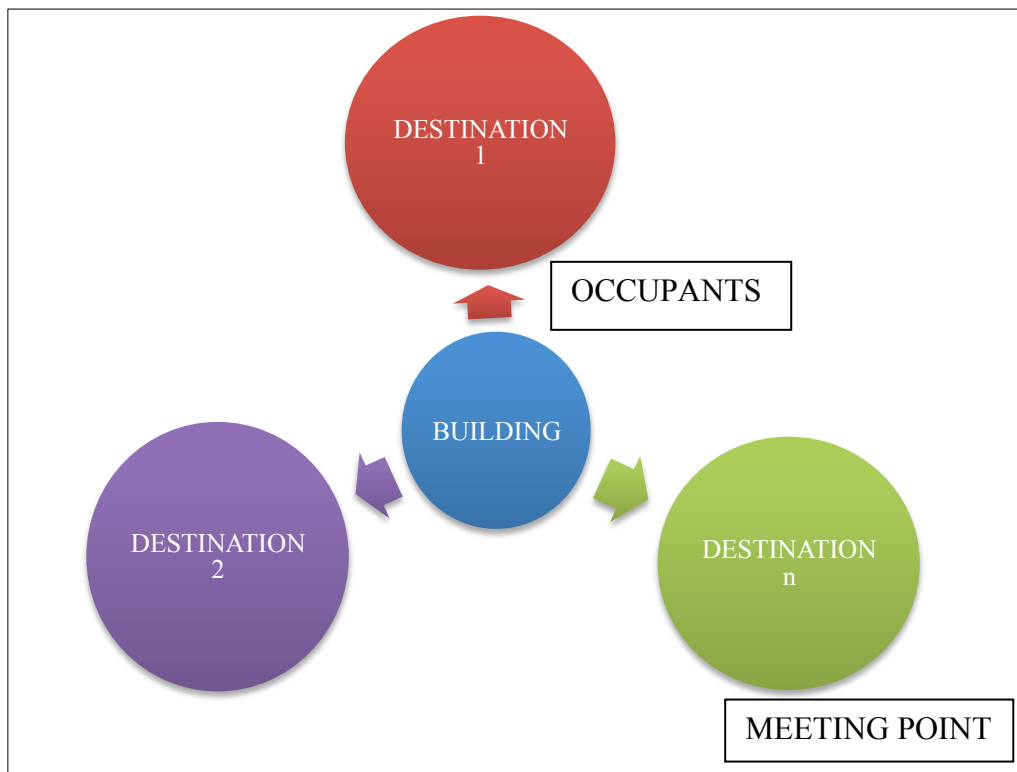 DESTINATION
1
OCCUPANTS
BUILDING
DESTINATION
2
DESTINATION
n
MEETING POINT